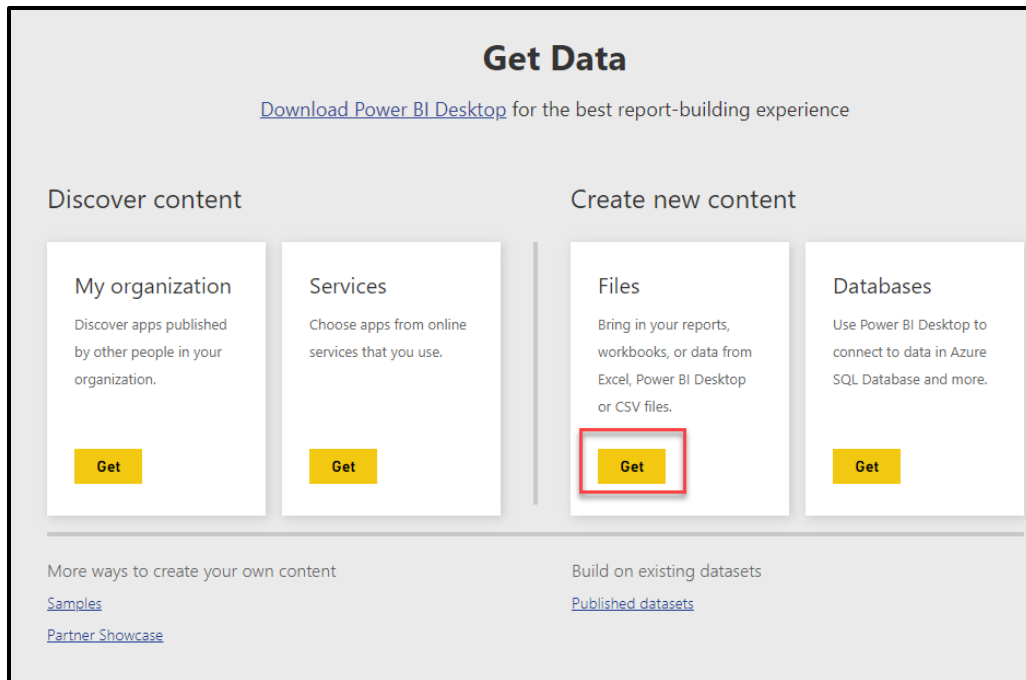 Get Data
Download Power BI Desktop for the best report-building experience
Discover content
My organization
Discover apps published
by other people in your
organization.
Get
Services
Choose apps from online
services that you use.
Get
Create new content
Files
Bring in your reports,
workbooks, or data from
Excel, Power BI Desktop
or CSV files.
Get
Databases
Use Power BI Desktop to
connect to data in Azure
SQL Database and more.
Get
More ways to create your own content
Samples
Partner Showcase
Build on existing datasets
Published datasets